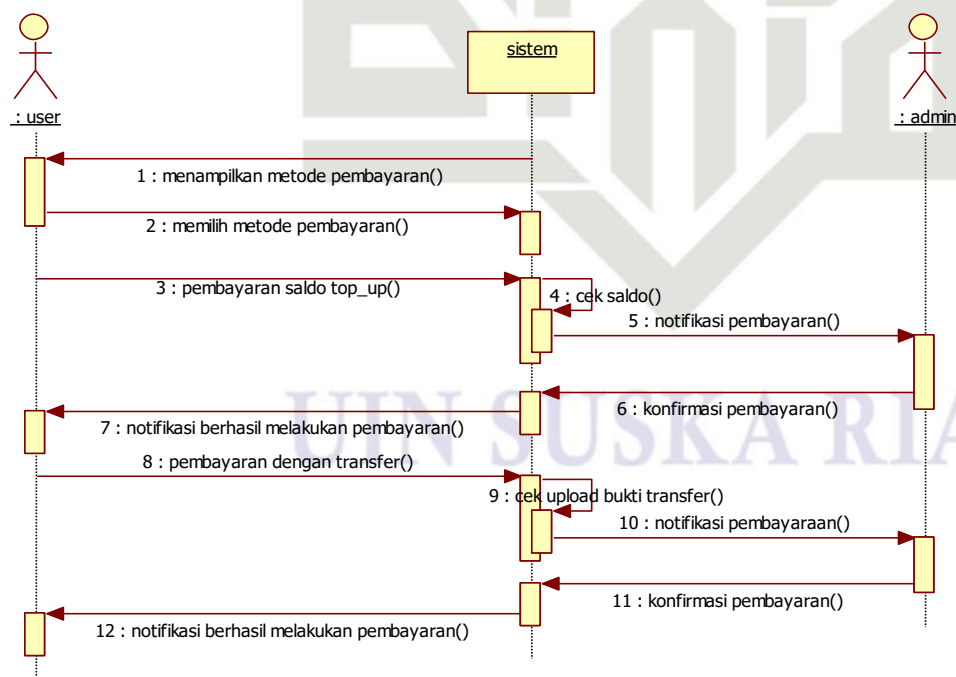 sistem
: user
: admin
1 : menampilkan metode pembayaran()
2 : memilih metode pembayaran()
3 : pembayaran saldo top_up()
4 : cek saldo()
5 : notifikasi pembayaran()
6 : konfirmasi pembayaran()
7 : notifikasi berhasil melakukan pembayaran()
8 : pembayaran dengan transfer()
9 : cek upload bukti transfer()
10 : notifikasi pembayaraan()
11 : konfirmasi pembayaran()
12 : notifikasi berhasil melakukan pembayaran()
UIN SUSKA RIA